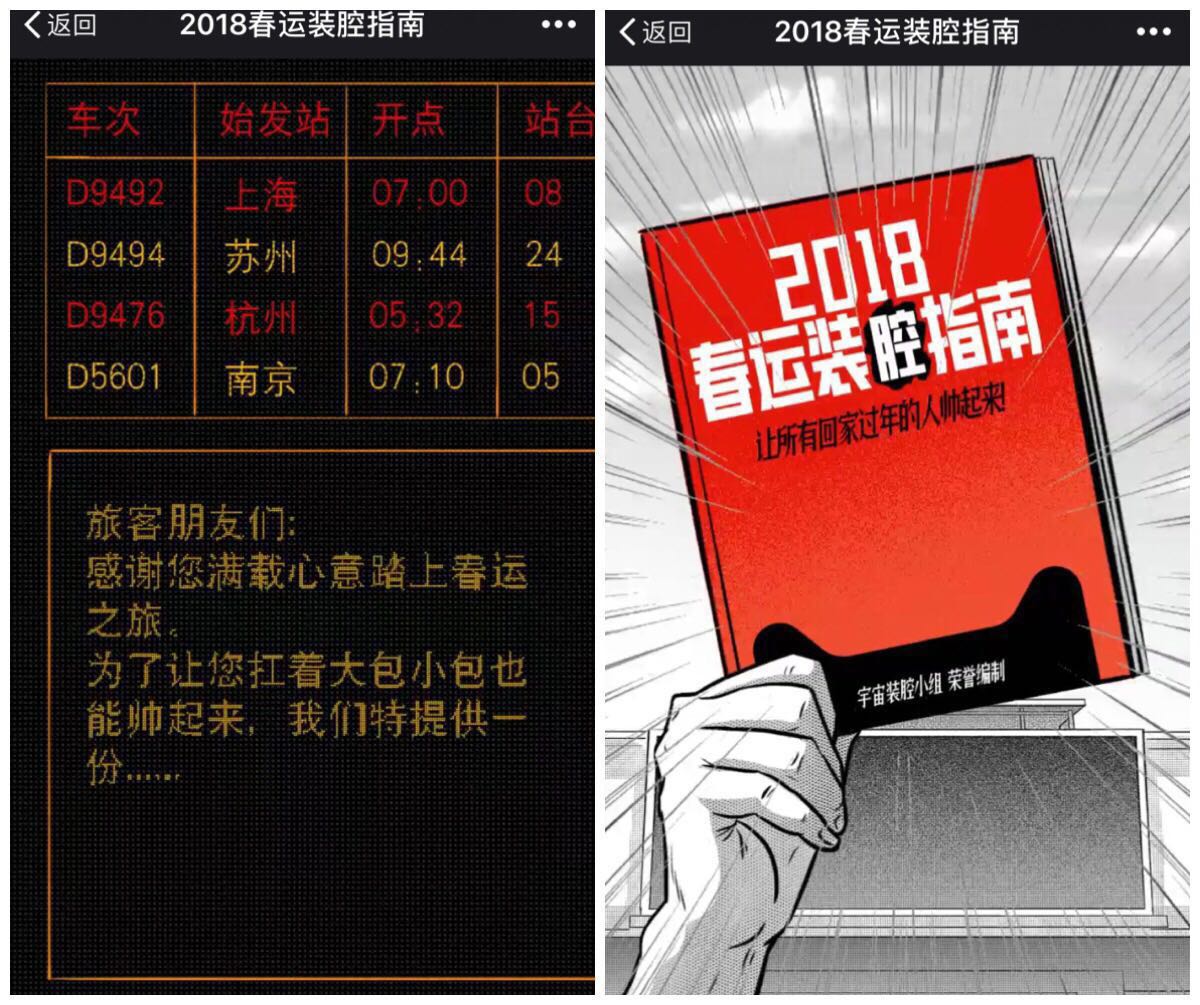 返回
2018春运装腔指南
车次 始发站 开点 站台
D9492 上海 07:00 08
D9494 苏州 09:44 24
D9476 杭州 05:32 15
D5601 南京 07:10 05
旅客朋友们:
感谢您满载心意踏上春运
之旅。
为了让您扛着大包小包也
能帅起来, 我们特提供一
份......
返回
2018春运装腔指南
2018
春运装腔指南
让所有回家过年的人帅起来!
宇宙装腔小组 荣誉编制